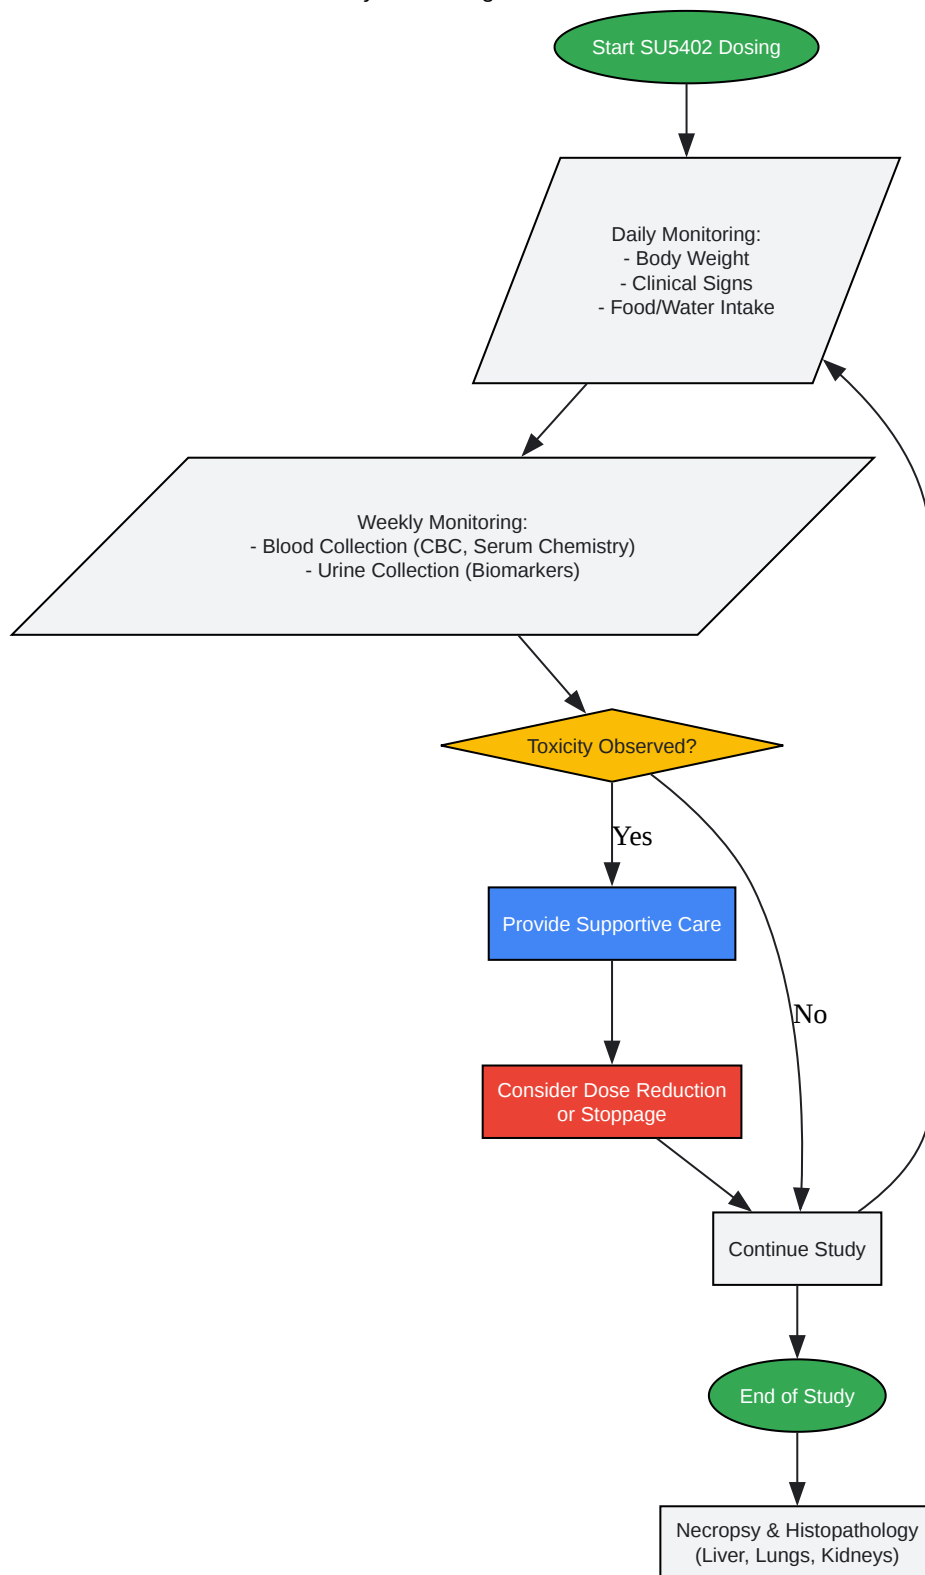 Start SU5402 Dosing
Daily Monitoring:
- Body Weight
- Clinical Signs
- Food/Water Intake
Weekly Monitoring:
- Blood Collection (CBC, Serum Chemistry)
- Urine Collection (Biomarkers)
Toxicity Observed?
Yes
Provide Supportive Care
No
Consider Dose Reduction
or Stoppage
Continue Study
End of Study
Necropsy & Histopathology
(Liver, Lungs, Kidneys)